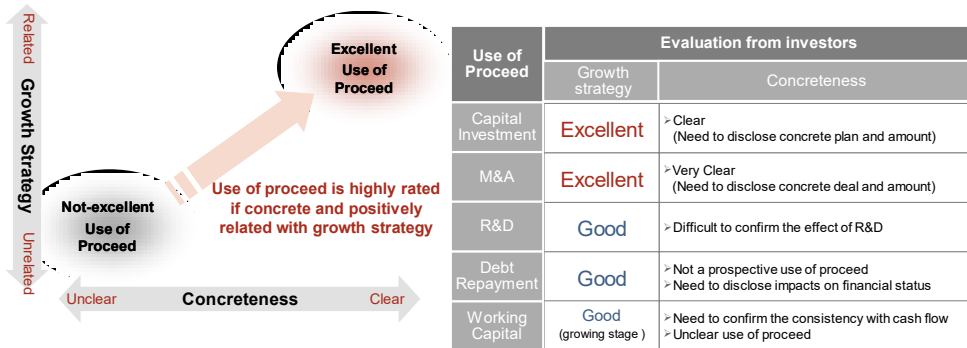 Related
Growth Strategy
Unrelated
Excellent
Use of
Proceed
Not-excellent
Use of
Proceed
Use of proceed is highly rated
if concrete and positively
related with growth strategy
Unclear
Concreteness
Clear
Use of
Proceed
Evaluation from investors
Growth
strategy
Concreteness
Capital
Investment
Excellent
➢Clear
(Need to disclose concrete plan and amount)
M&A
Excellent
➢Very Clear
(Need to disclose concrete deal and amount)
R&D
Good
➢Difficult to confirm the effect of R&D
Debt
Repayment
Good
➢Not a prospective use of proceed
➢Need to disclose impacts on financial status
Working
Capital
Good
(growing stage )
➢Need to confirm the consistency with cash flow
➢Unclear use of proceed